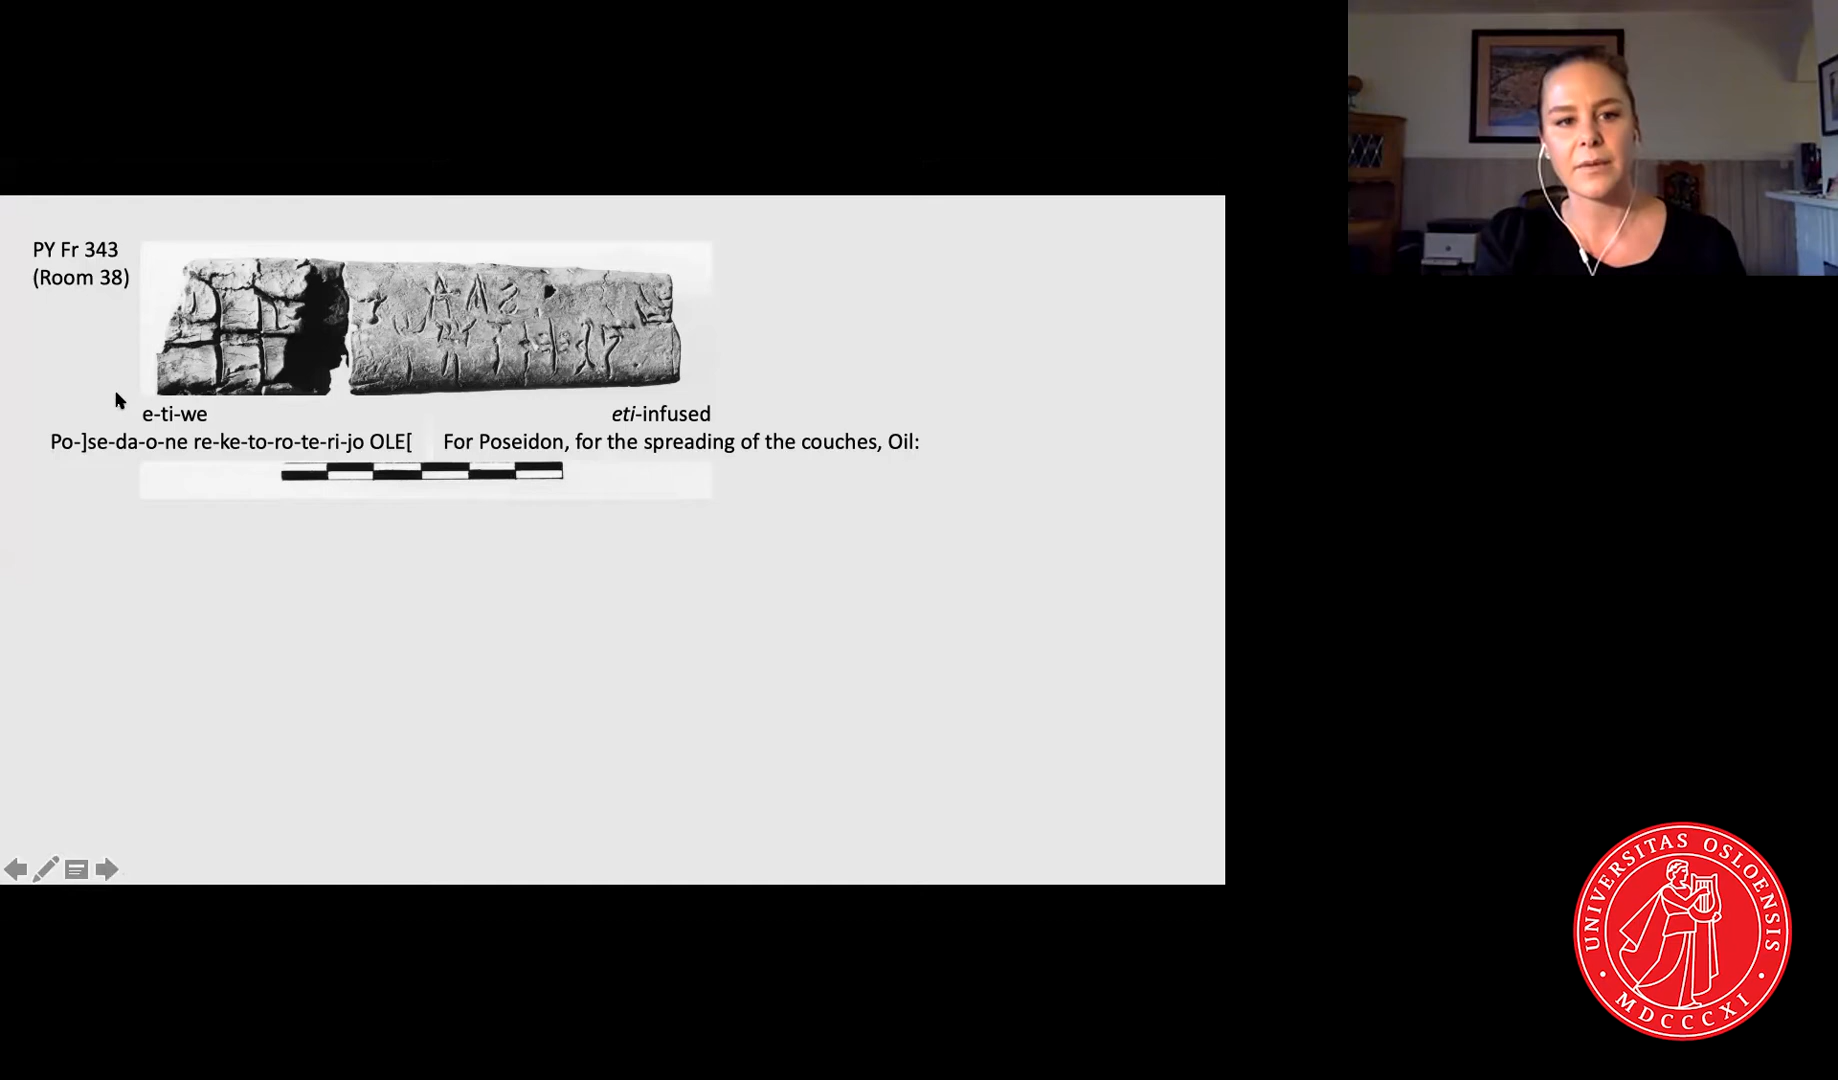 PY Fr 343
(Room 38)
e-ti-we
eti-infused
Po-]se-da-o-ne re-ke-to-ro-te-ri-jo OLE[
For Poseidon, for the spreading of the couches, Oil:
UNIVERSITAS OSLOENSIS
MDCCCXI